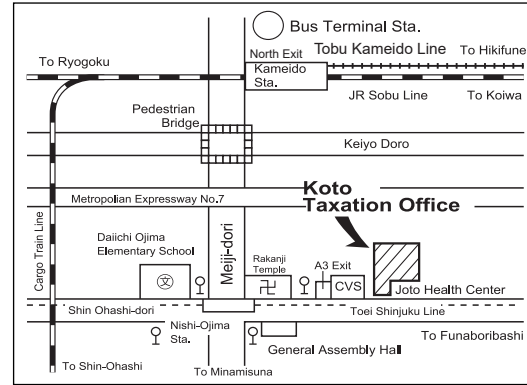 Bus Terminal Sta.
To Ryogoku
North Exit
Kameido
Sta.
Tobu Kameido Line
To Hikifune
JR Sobu Line
To Koiwa
Pedestrian
Bridge
Keiyo Doro
Metropolian Expressway No.7
Koto
Taxation Office
Cargo Train Line
Meiji-dori
Daiichi Ojima
Elementary School
文
Rakanji
Temple
卍
A3 Exit
CVS
Joto Health Center
Shin Ohashi-dori
Toei Shinjuku Line
Nishi-Ojima
Sta.
To Funaboribashi
General Assembly Hall
To Shin-Ohashi
To Minamisuna